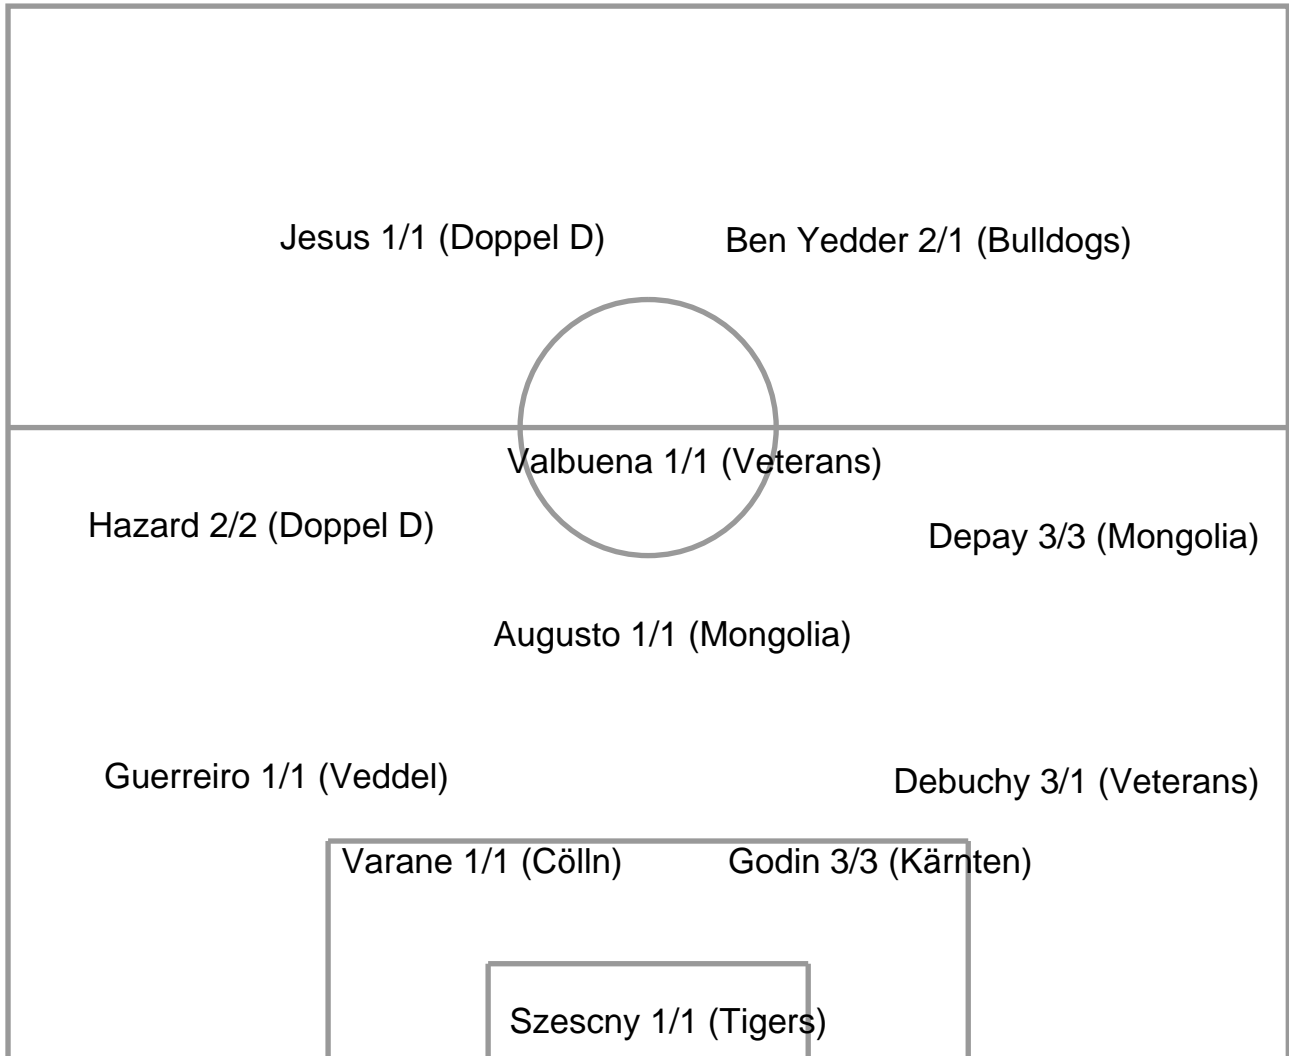 Jesus 1/1 (Doppel D)
Ben Yedder 2/1 (Bulldogs)
Valbuena 1/1 (Veterans)
Hazard 2/2 (Doppel D)
Depay 3/3 (Mongolia)
Augusto 1/1 (Mongolia)
Guerreiro 1/1 (Veddel)
Debuchy 3/1 (Veterans)
Varane 1/1 (Cölln)
Godin 3/3 (Kärnten)
Szescny 1/1 (Tigers)